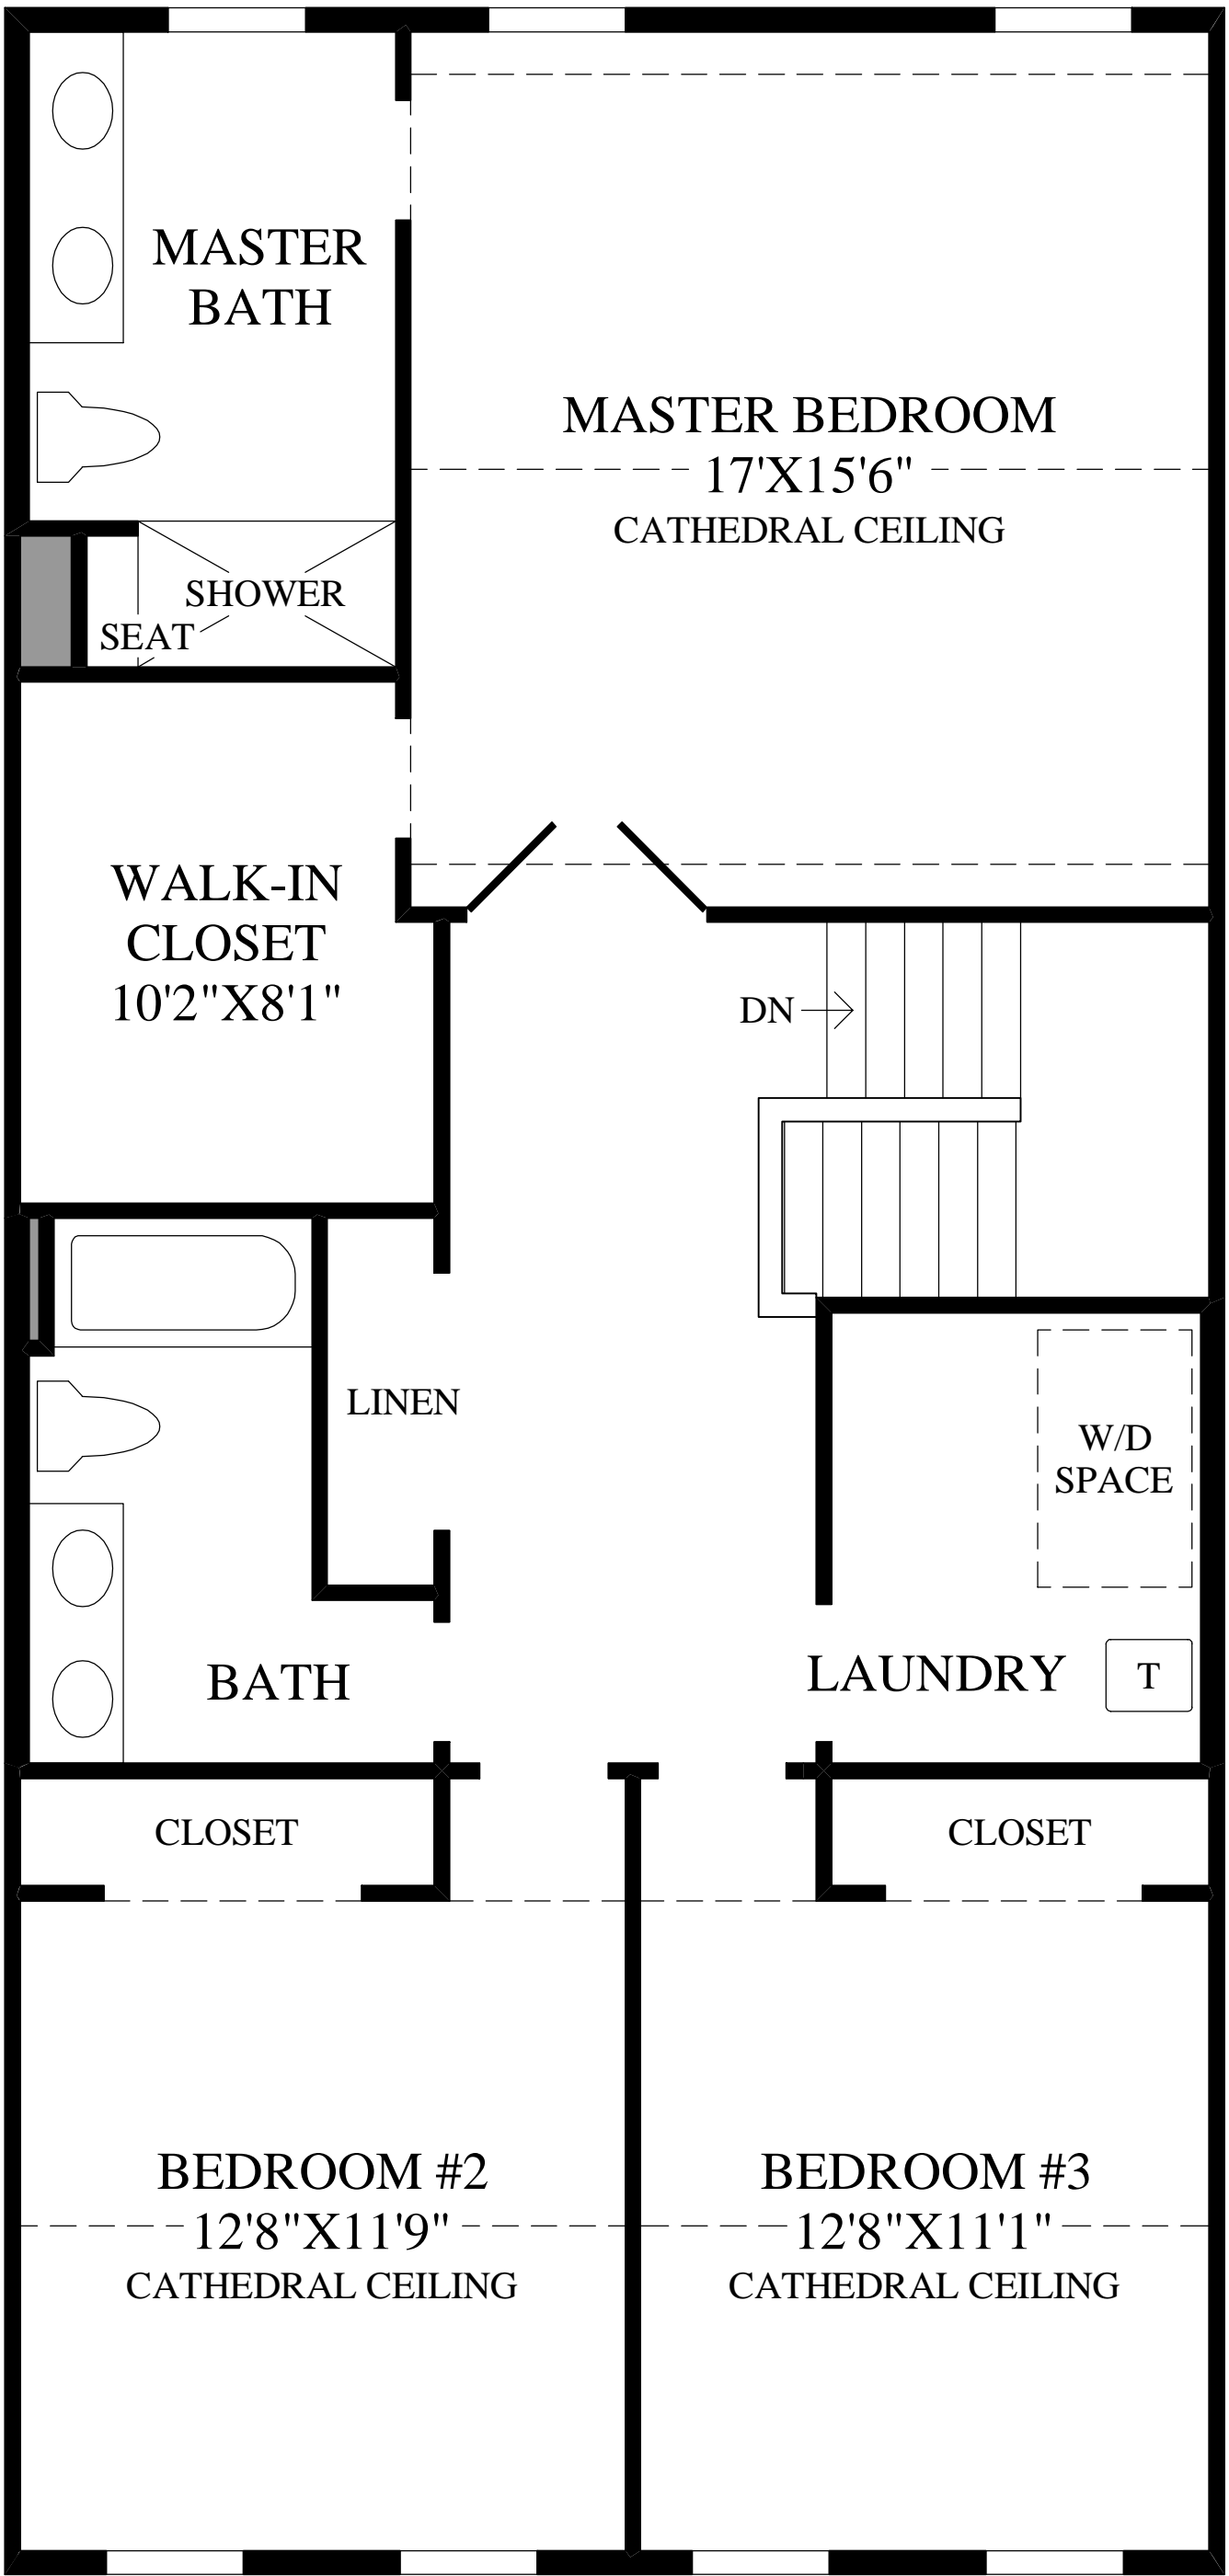 MASTER
BATH
MASTER BEDROOM
17'X15'6"
CATHEDRAL CEILING
SHOWER
SEAT
WALK-IN
CLOSET
10'2"X8'1"
DN
LINEN
W/D
SPACE
BATH
LAUNDRY
T
CLOSET
CLOSET
BEDROOM #2
12'8"X11'9"
CATHEDRAL CEILING
BEDROOM #3
12'8"X11'1"
CATHEDRAL CEILING